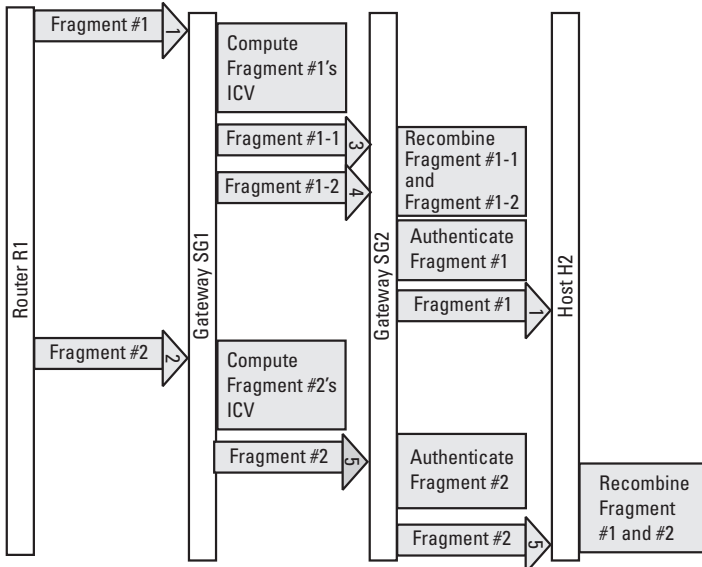 Fragment #1
1
Compute
Fragment #1's
ICV
Fragment #1-1
3
Recombine
Fragment #1-1
and
Fragment #1-2
Fragment #1-2
4
Authenticate
Fragment #1
Fragment #1
1
Router R1
Gateway SG1
Gateway SG2
Host H2
Fragment #2
2
Compute
Fragment #2's
ICV
Fragment #2
5
Authenticate
Fragment #2
Fragment #2
5
Recombine
Fragment
#1 and #2